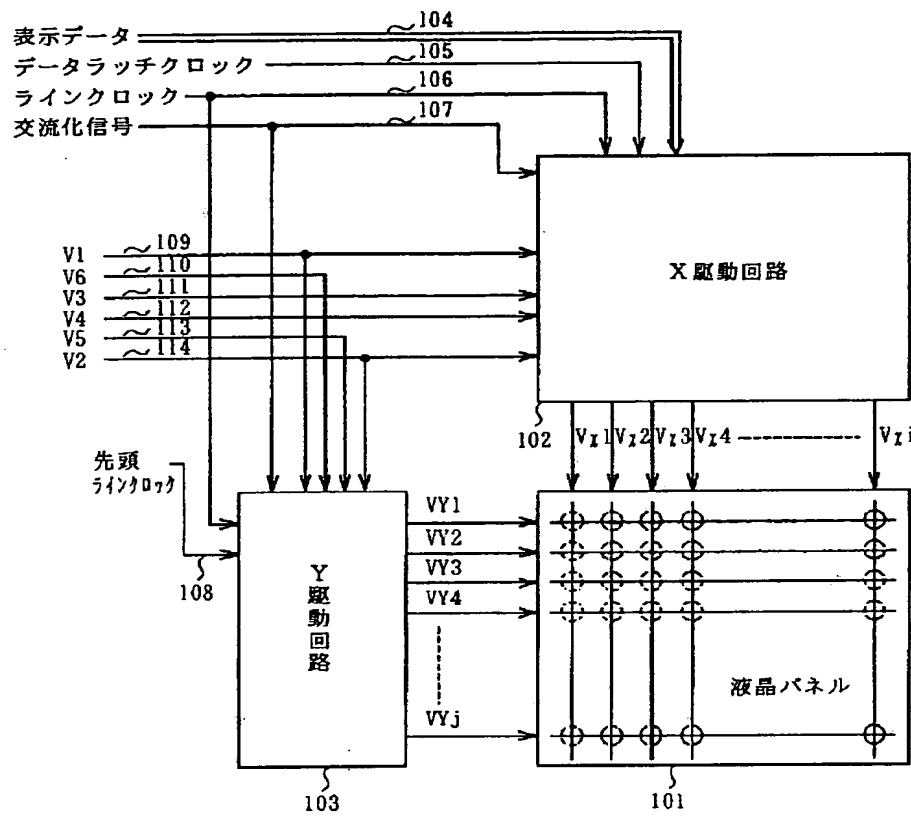 表示データ
104
データラッチクロック
105
ラインクロック
106
交流化信号
107
V1
109
V6
110
V3
111
V4
112
V5
113
V2
114
X駆動回路
102
VX1 VX2 VX3 VX4 VXi
先頭
ラインクロック
108
Y駆動回路
103
VY1
VY2
VY3
VY4
VYj
液晶パネル
101